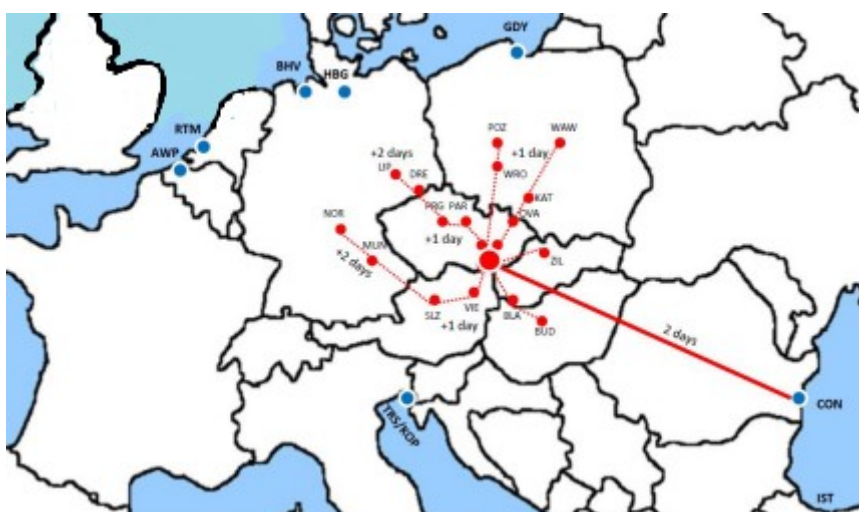 GDY
BHV
HBG
RTM
AWP
POZ
WAW
+2 days
+1 day
LIP
DRE
WRO
KAT
PRG
PAR
OVA
NOR
+1 day
MUN
+2 days
ZIL
SLZ
VIE
BLA
+1 day
BUD
2 days
TRS/KOP
CON
IST